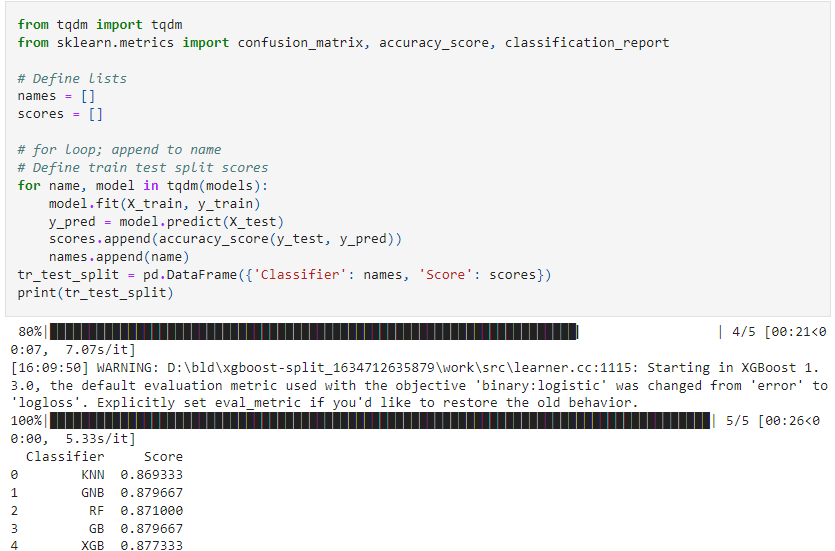 from tqdm import tqdm
from sklearn.metrics import confusion_matrix, accuracy_score, classification_report
# Define lists
names = []
scores = []
# for loop; append to name
# Define train test split scores
for name, model in tqdm(models):
    model.fit(X_train, y_train)
    y_pred = model.predict(X_test)
    scores.append(accuracy_score(y_test, y_pred))
    names.append(name)
tr_test_split = pd.DataFrame({'Classifier': names, 'Score': scores})
print(tr_test_split)
80%| | 4/5 [00:21<0
0:07,  7.07s/it]
[16:09:50] WARNING: D:\bld\xgboost-split_1634712635879\work\src\learner.cc:1115: Starting in XGBoost 1.
3.0, the default evaluation metric used with the objective 'binary:logistic' was changed from 'error' to
'logloss'. Explicitly set eval_metric if you'd like to restore the old behavior.
100%| | 5/5 [00:26<0
0:00,  5.33s/it]
  Classifier     Score
0        KNN  0.869333
1        GNB  0.879667
2         RF  0.871000
3         GB  0.879667
4        XGB  0.877333